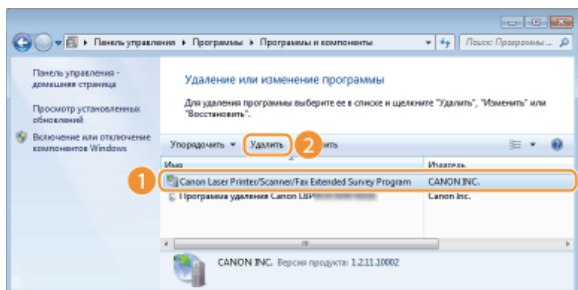 Панель управления ▸ Программы ▸ Программы и компоненты
Поиск: Программы...
Панель управления - домашняя страница
Просмотр установленных обновлений
Включение или отключение компонентов Windows
Удаление или изменение программы
Для удаления программы выберите ее в списке и щелкните "Удалить", "Изменить" или
"Восстановить".
Упорядочить Удалить 2 ить
Имя Издатель
1 Canon Laser Printer/Scanner/Fax Extended Survey Program CANON INC.
Программа удаления Canon LBP Canon Inc.
CANON INC. Версия продукта: 1.2.11.10002